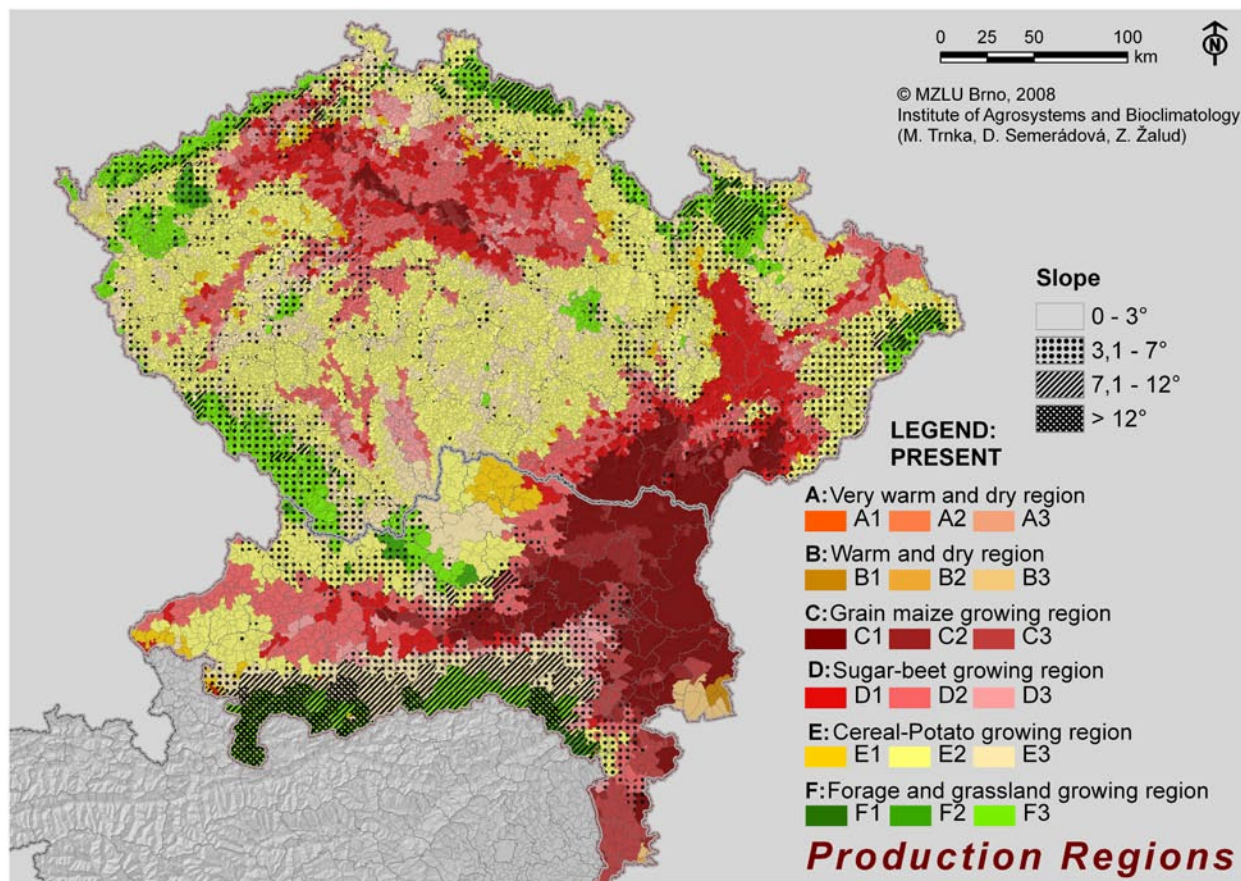 0 25 50 100
km
N
© MZLU Brno, 2008
Institute of Agrosystems and Bioclimatology
(M. Trnka, D. Semerádová, Z. Žalud)
Slope
0 - 3°
3,1 - 7°
7,1 - 12°
> 12°
LEGEND:
PRESENT
A: Very warm and dry region
A1 A2 A3
B: Warm and dry region
B1 B2 B3
C: Grain maize growing region
C1 C2 C3
D: Sugar-beet growing region
D1 D2 D3
E: Cereal-Potato growing region
E1 E2 E3
F: Forage and grassland growing region
F1 F2 F3
Production Regions